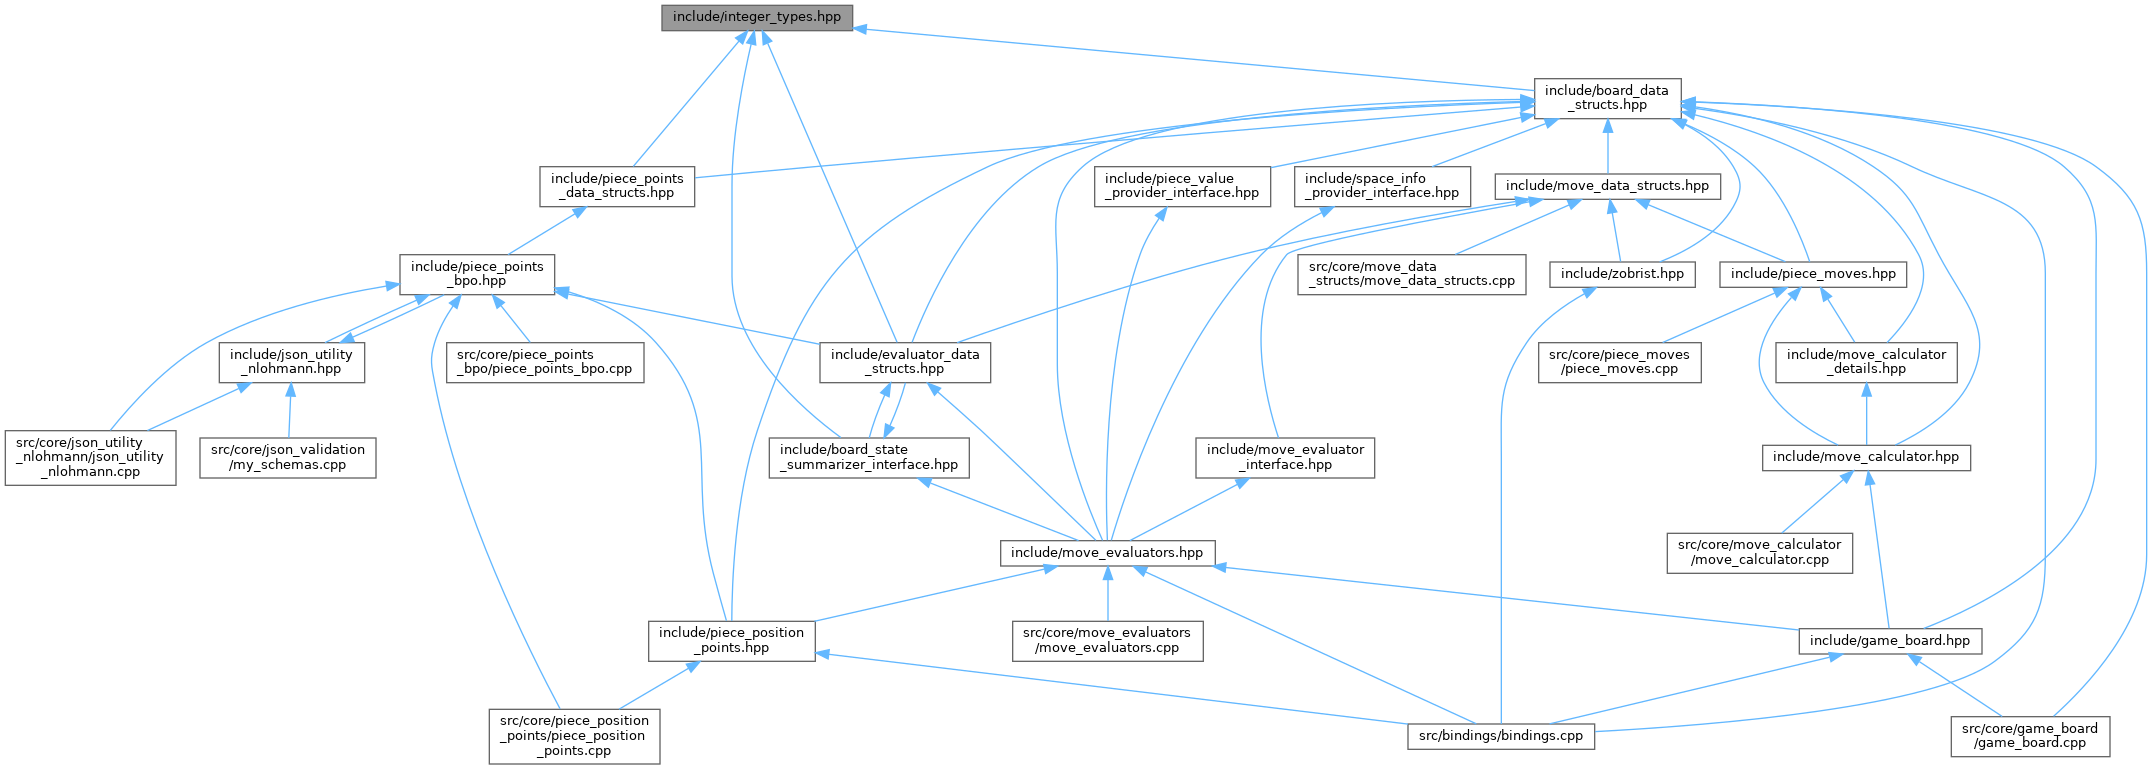 include/integer_types.hpp
include/board_data
_structs.hpp
include/piece_points
_data_structs.hpp
include/piece_value
_provider_interface.hpp
include/space_info
_provider_interface.hpp
include/move_data_structs.hpp
include/piece_points
_bpo.hpp
src/core/move_data
_structs/move_data_structs.cpp
include/zobrist.hpp
include/piece_moves.hpp
include/json_utility
_nlohmann.hpp
src/core/piece_points
_bpo/piece_points_bpo.cpp
include/evaluator_data
_structs.hpp
src/core/piece_moves
/piece_moves.cpp
include/move_calculator
_details.hpp
src/core/json_utility
_nlohmann/json_utility
_nlohmann.cpp
src/core/json_validation
/my_schemas.cpp
include/board_state
_summarizer_interface.hpp
include/move_evaluator
_interface.hpp
include/move_calculator.hpp
include/move_evaluators.hpp
src/core/move_calculator
/move_calculator.cpp
include/piece_position
_points.hpp
src/core/move_evaluators
/move_evaluators.cpp
include/game_board.hpp
src/core/piece_position
_points/piece_position
_points.cpp
src/bindings/bindings.cpp
src/core/game_board
/game_board.cpp